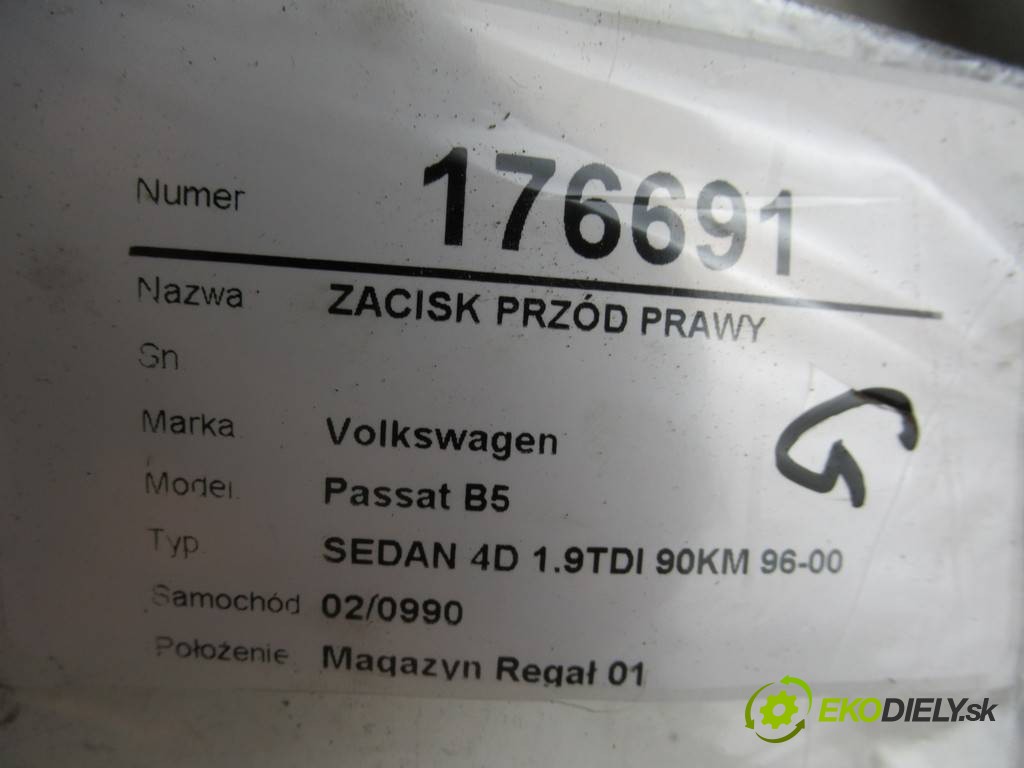 Numer 176691
Nazwa ZACISK PRZÓD PRAWY
Sn
Marka Volkswagen
Model Passat B5
Typ SEDAN 4D 1.9TDI 90KM 96-00
Samochód 02/0990
Położenie Magazyn Regał 01
G
EKODIELY.sk